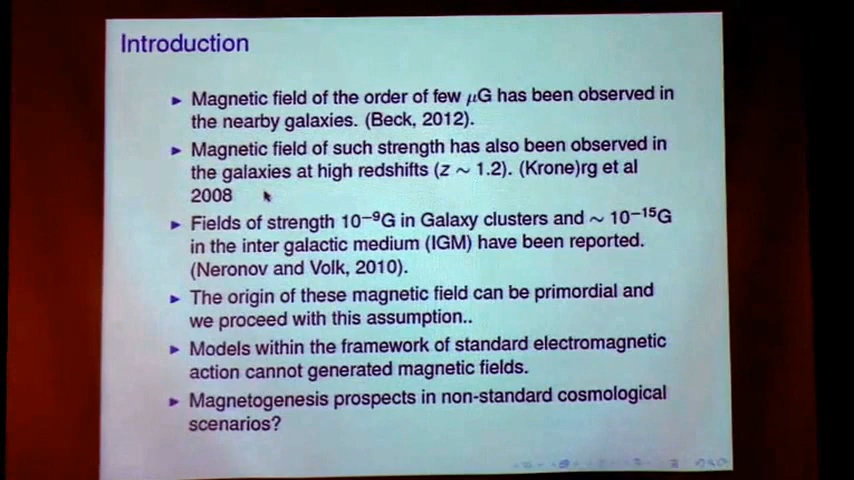 Introduction
▶ Magnetic field of the order of few μG has been observed in
the nearby galaxies. (Beck, 2012).
▶ Magnetic field of such strength has also been observed in
the galaxies at high redshifts (z ∼ 1.2). (Krone)rg et al
2008
▶ Fields of strength 10⁻⁹G in Galaxy clusters and ∼ 10⁻¹⁵G
in the inter galactic medium (IGM) have been reported.
(Neronov and Volk, 2010).
▶ The origin of these magnetic field can be primordial and
we proceed with this assumption..
▶ Models within the framework of standard electromagnetic
action cannot generated magnetic fields.
▶ Magnetogenesis prospects in non-standard cosmological
scenarios?